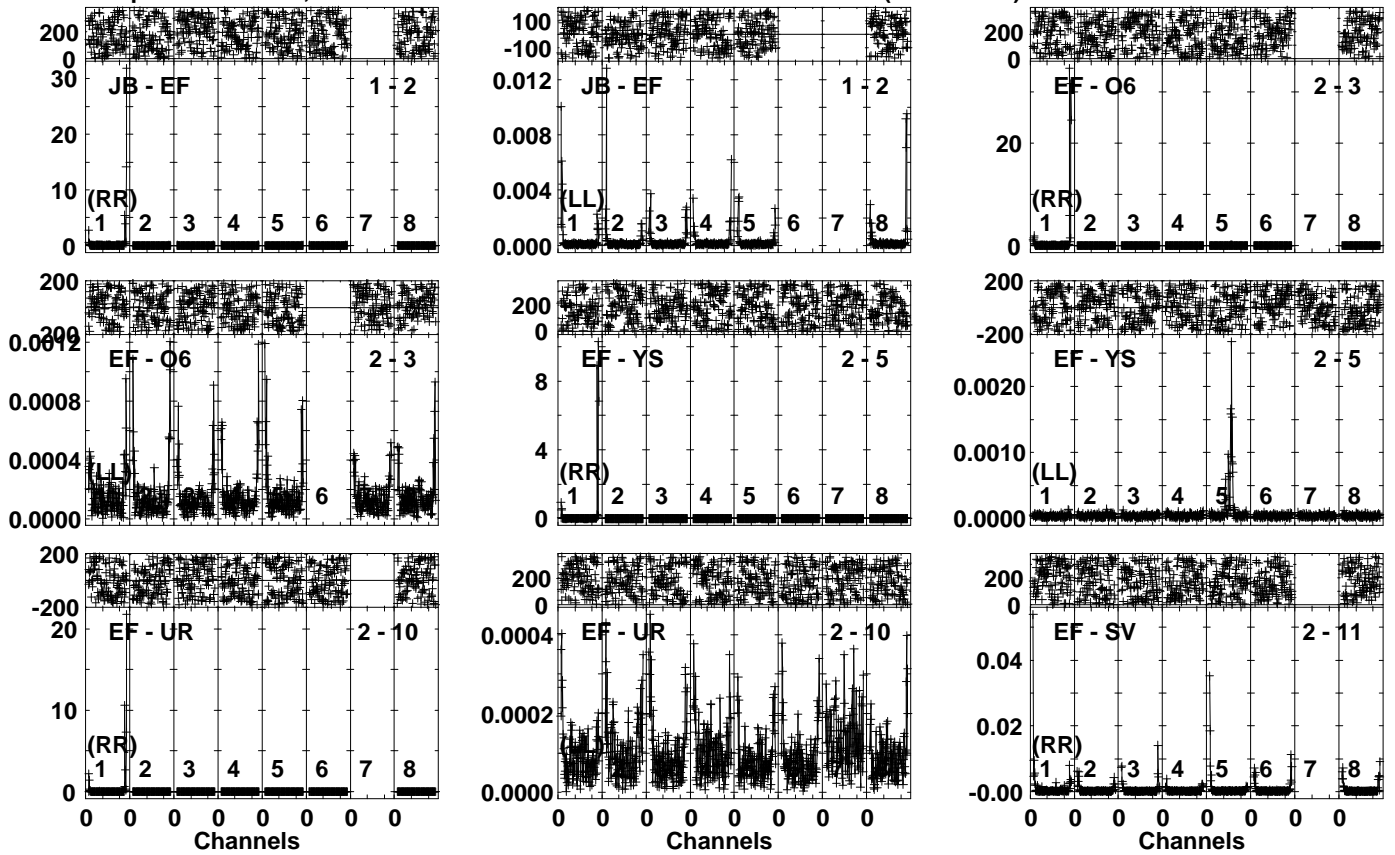 200
0
30
20
10
0
JB - EF
1 - 2
(RR)
1 2 3 4 5 6 7 8
100
-100
0.012
0.008
0.004
0.000
JB - EF
1 - 2
(LL)
1 2 3 4 5 6 7 8
200
0
20
0
EF - O6
2 - 3
(RR)
1 2 3 4 5 6 7 8
200
0.0012
0.0008
0.0004
0.0000
EF - O6
2 - 3
(LL)
6
200
0
8
4
0
EF - YS
2 - 5
(RR)
1 2 3 4 5 6 7 8
200
-200
0.0020
0.0010
0.0000
EF - YS
2 - 5
(LL)
1 2 3 4 5 6 7 8
200
-200
20
10
0
EF - UR
2 - 10
(RR)
1 2 3 4 5 6 7 8
0 0 0 0 0 0 0 0
Channels
200
0
0.0004
0.0002
0.0000
EF - UR
2 - 10
0 0 0 0 0 0 0 0
Channels
200
0
0.04
0.02
-0.00
EF - SV
2 - 11
(RR)
1 2 3 4 5 6 7 8
0 0 0 0 0 0 0 0
Channels